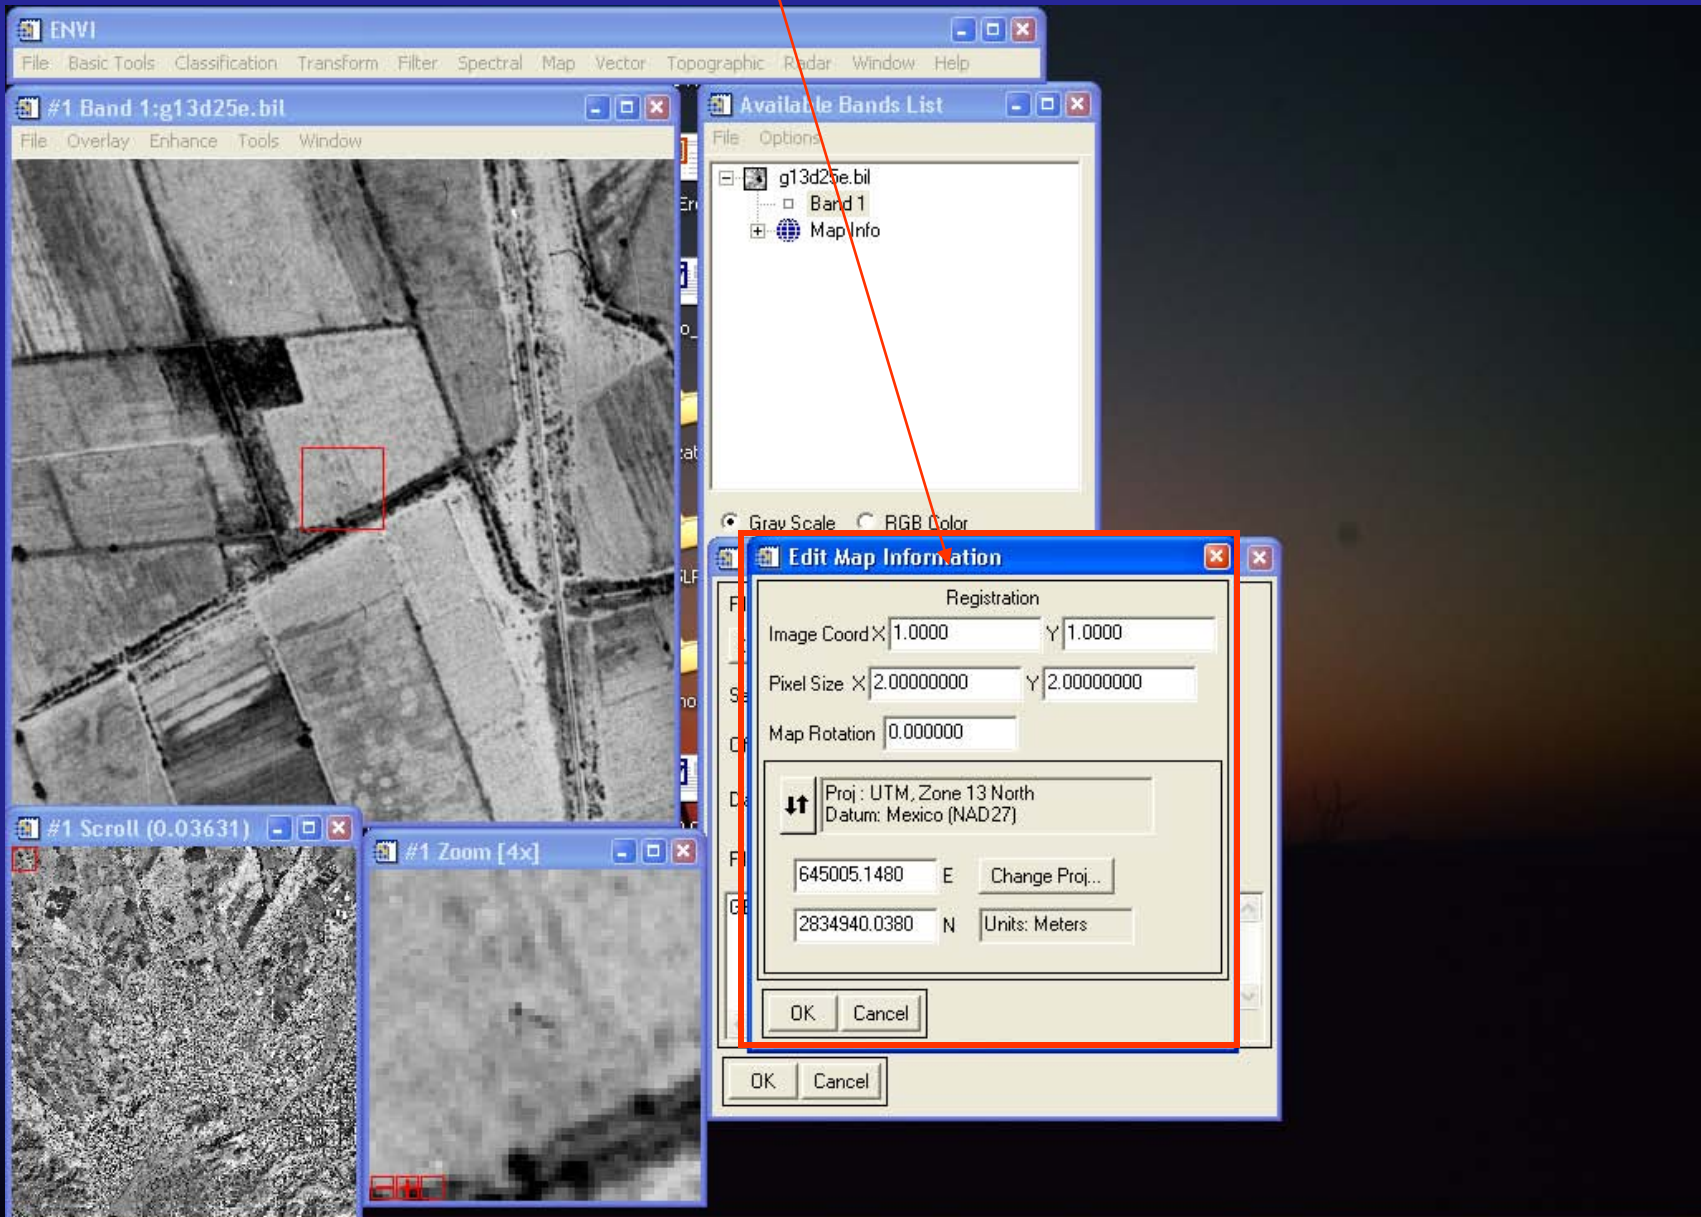 ENVI
File Basic Tools Classification Transform Filter Spectral Map Vector Topographic Radar Window Help
#1 Band 1:g13d25e.bil
File Overlay Enhance Tools Window
Available Bands List
File Options
g13d25e.bil
Band 1
Map Info
Gray Scale RGB Color
Edit Map Information
Registration
Image Coord X 1.0000 Y 1.0000
Pixel Size X 2.00000000 Y 2.00000000
Map Rotation 0.000000
Proj : UTM, Zone 13 North
Datum: Mexico (NAD27)
645005.1480 E Change Proj...
2834940.0380 N Units: Meters
OK Cancel
OK Cancel
#1 Scroll (0.03631)
#1 Zoom [4x]